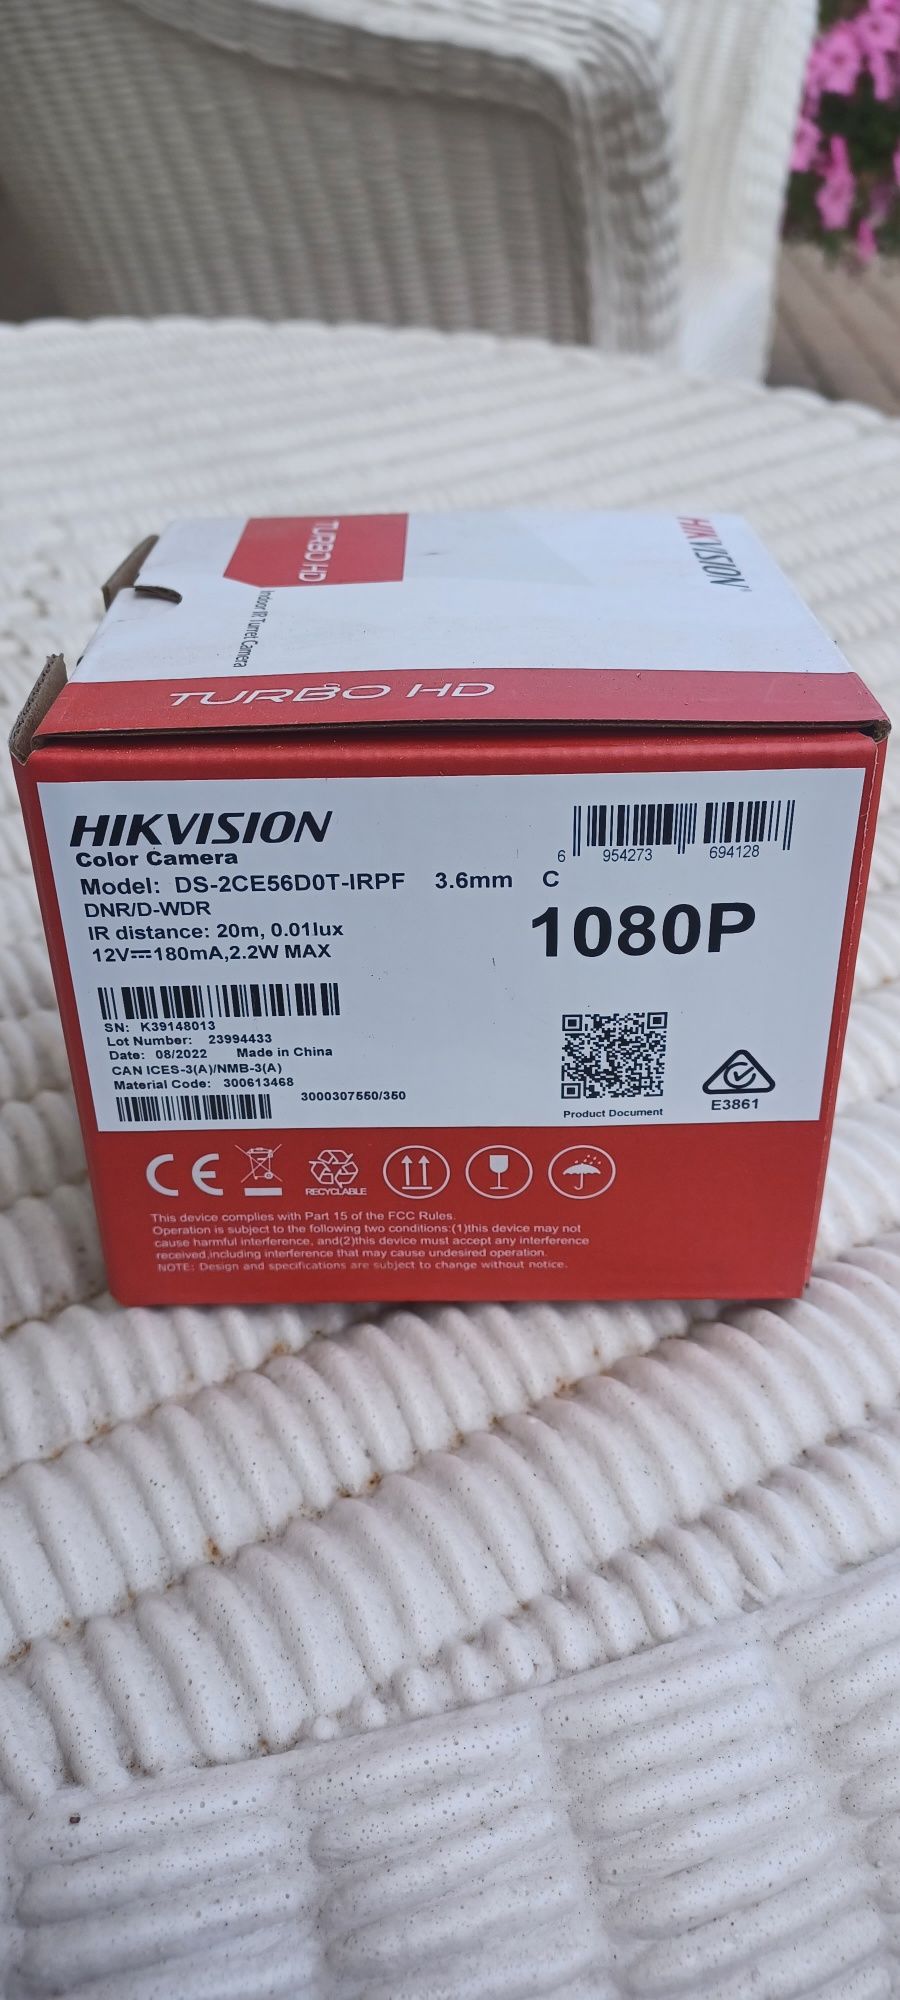 TURBO HD
HIKVISION
Indoor IR Turret Camera
TURBO HD
HIKVISION
Color Camera
Model: DS-2CE56D0T-IRPF 3.6mm C
DNR/D-WDR
IR distance: 20m, 0.01lux
12V⎓180mA,2.2W MAX
6 954273 694128
1080P
SN: K39148013
Lot Number: 23994433
Date: 08/2022 Made in China
CAN ICES-3(A)/NMB-3(A)
Material Code: 300613468
3000307550/350
Product Document
E3861
CE
RECYCLABLE
This device complies with Part 15 of the FCC Rules.
Operation is subject to the following two conditions:(1)this device may not
cause harmful interference, and(2)this device must accept any interference
received,including interference that may cause undesired operation.
NOTE: Design and specifications are subject to change without notice.